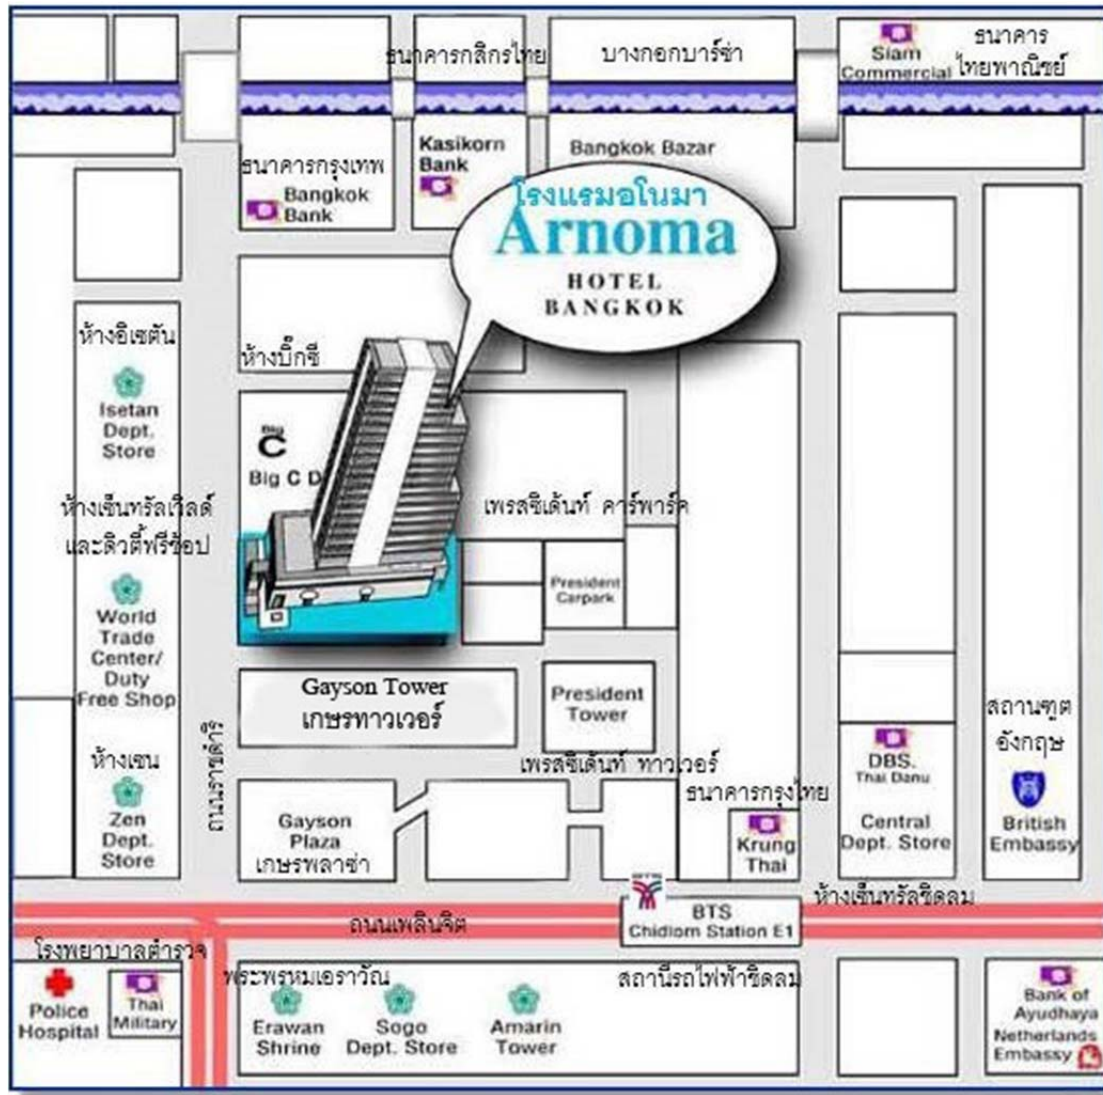 ธนาคารกสิกรไทย
บางกอกบาร์ซ่า
Siam
Commercial
ธนาคาร
ไทยพาณิชย์
ธนาคารกรุงเทพ
Bangkok
Bank
Kasikorn
Bank
Bangkok Bazar
โรงแรมอโนมา
Arnoma
HOTEL
BANGKOK
ห้างอิเซตัน
Isetan
Dept.
Store
ห้างบิ๊กซี
Big
C
Big C D
ห้างเซ็นทรัลเวิลด์
และดิวตี้ฟรีช้อป
World
Trade
Center/
Duty
Free Shop
เพรสซิเด้นท์ คาร์พาร์ค
President
Carpark
Gayson Tower
เกษรทาวเวอร์
President
Tower
เพรสซิเด้นท์ ทาวเวอร์
ห้างเซน
Zen
Dept.
Store
ถนนราชดำริ
Gayson
Plaza
เกษรพลาซ่า
ธนาคารกรุงไทย
Krung
Thai
DBS.
Thai Danu
Central
Dept. Store
ห้างเซ็นทรัลชิดลม
สถานฑูต
อังกฤษ
British
Embassy
ถนนเพลินจิต
BTS
BTS
Chidlom Station E1
สถานีรถไฟฟ้าชิดลม
โรงพยาบาลตำรวจ
Police
Hospital
Thai
Military
พระพรหมเอราวัณ
Erawan
Shrine
Sogo
Dept. Store
Amarin
Tower
Bank of
Ayudhaya
Netherlands
Embassy